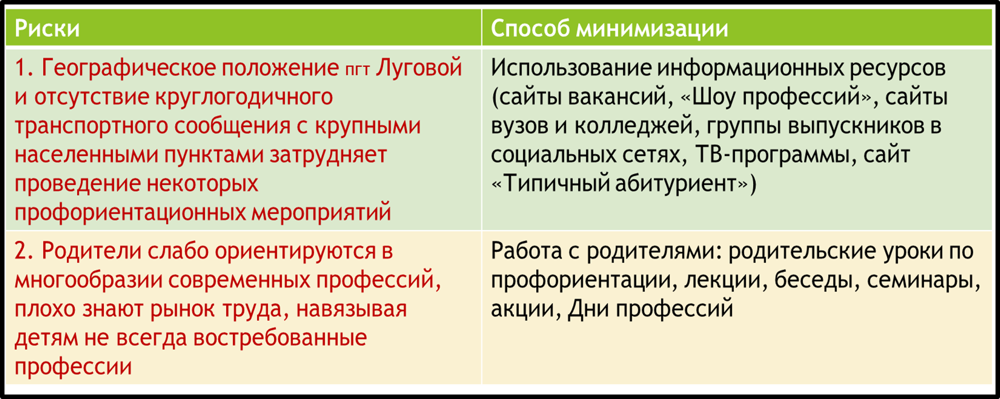 Риски
Способ минимизации
1. Географическое положение пгт Луговой
и отсутствие круглогодичного
транспортного сообщения с крупными
населенными пунктами затрудняет
проведение некоторых
профориентационных мероприятий
Использование информационных ресурсов
(сайты вакансий, «Шоу профессий», сайты
вузов и колледжей, группы выпускников в
социальных сетях, ТВ-программы, сайт
«Типичный абитуриент»)
2. Родители слабо ориентируются в
многообразии современных профессий,
плохо знают рынок труда, навязывая
детям не всегда востребованные
профессии
Работа с родителями: родительские уроки по
профориентации, лекции, беседы, семинары,
акции, Дни профессий